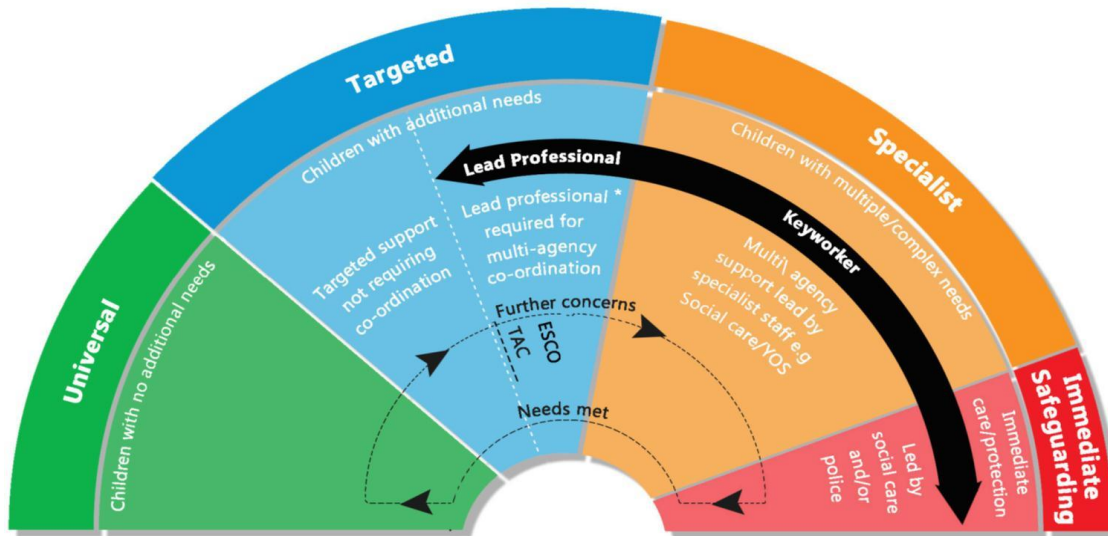 Universal
Children with no additional needs
Targeted
Children with additional needs
Targeted support
not requiring
co-ordination
Lead Professional
Lead professional *
required for
multi-agency
co-ordination
Further concerns
ESCO
TAC
Needs met
Specialist
Children with multiple/complex needs
Keyworker
Multi\ agency
support lead by
specialist staff e.g
Social care/YOS
Immediate
Safeguarding
Immediate
care/protection
Led by
social care
and/or
police